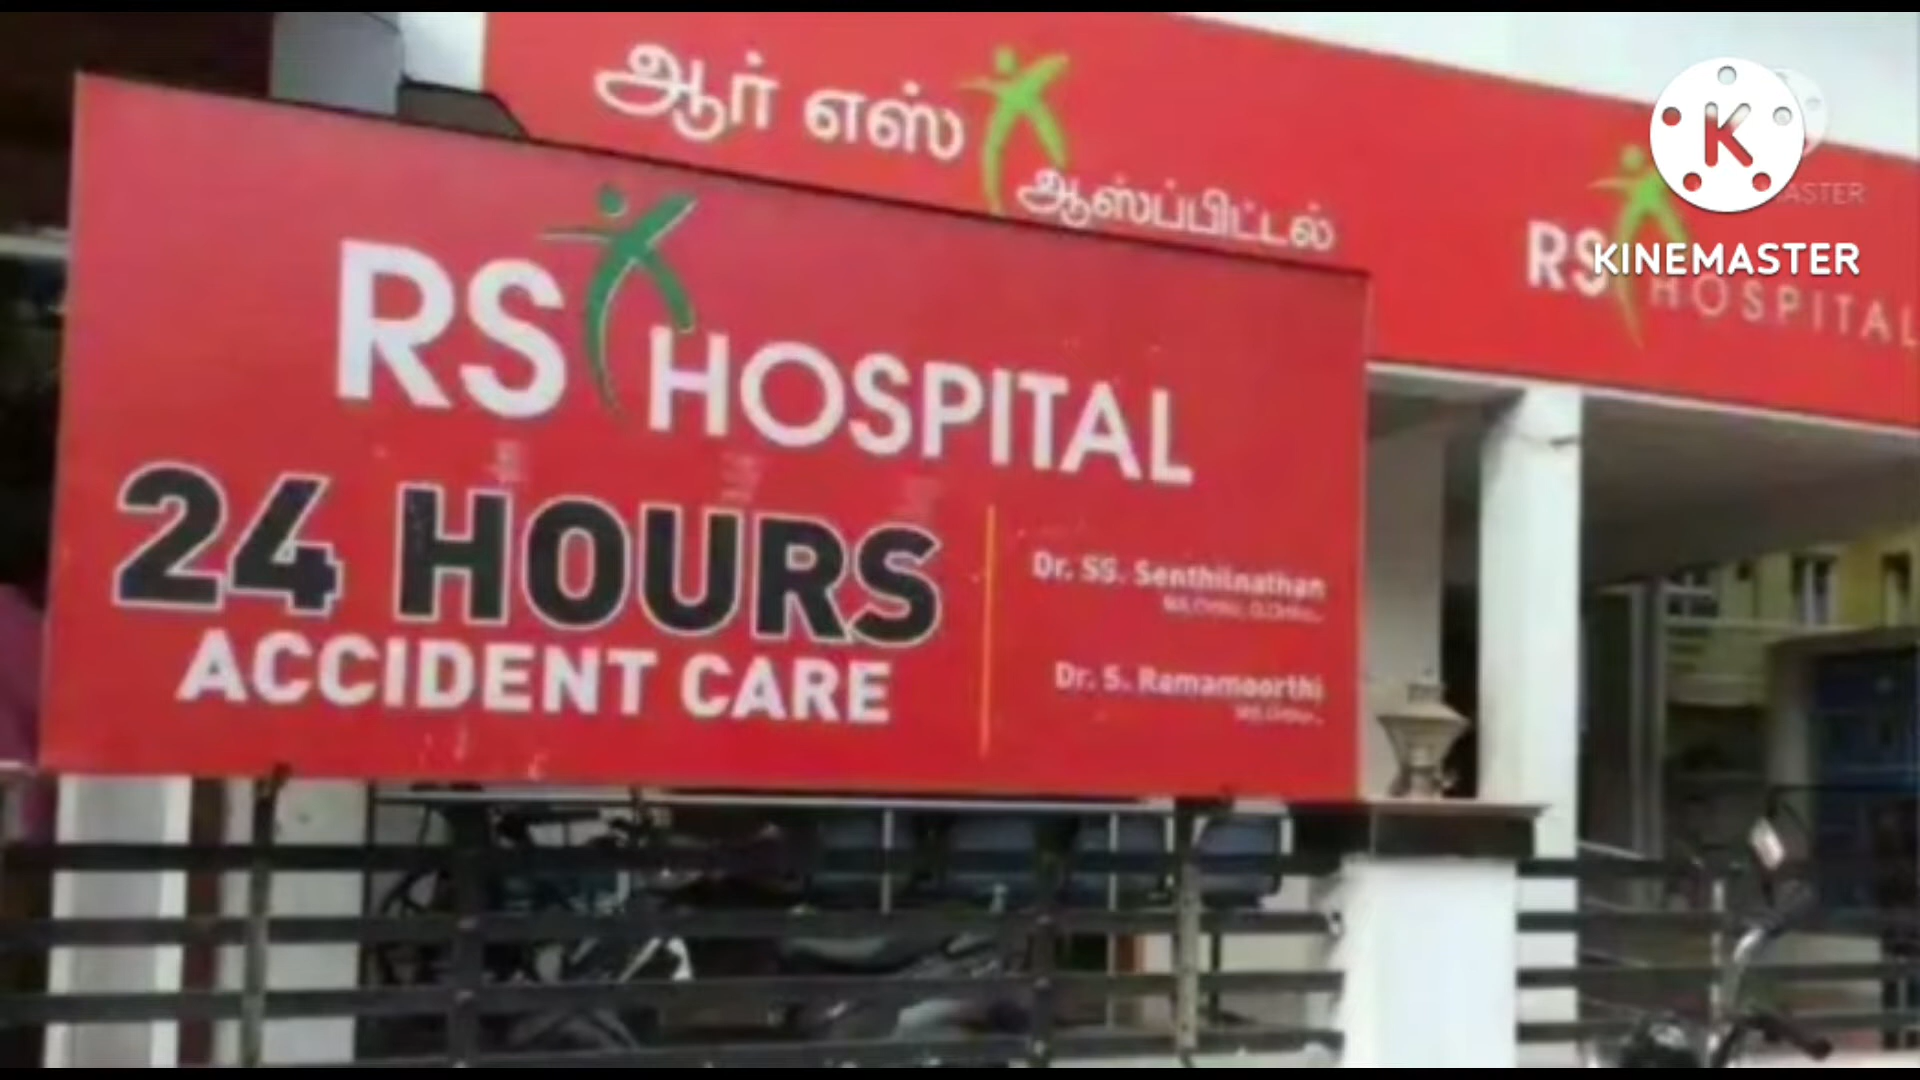 ஆர் எஸ்
ஆஸ்ப்பிட்டல்
RS HOSPITAL
KINEMASTER
RS HOSPITAL
24 HOURS
ACCIDENT CARE
Dr. SS. Senthilnathan
Dr. S. Ramamoorthi